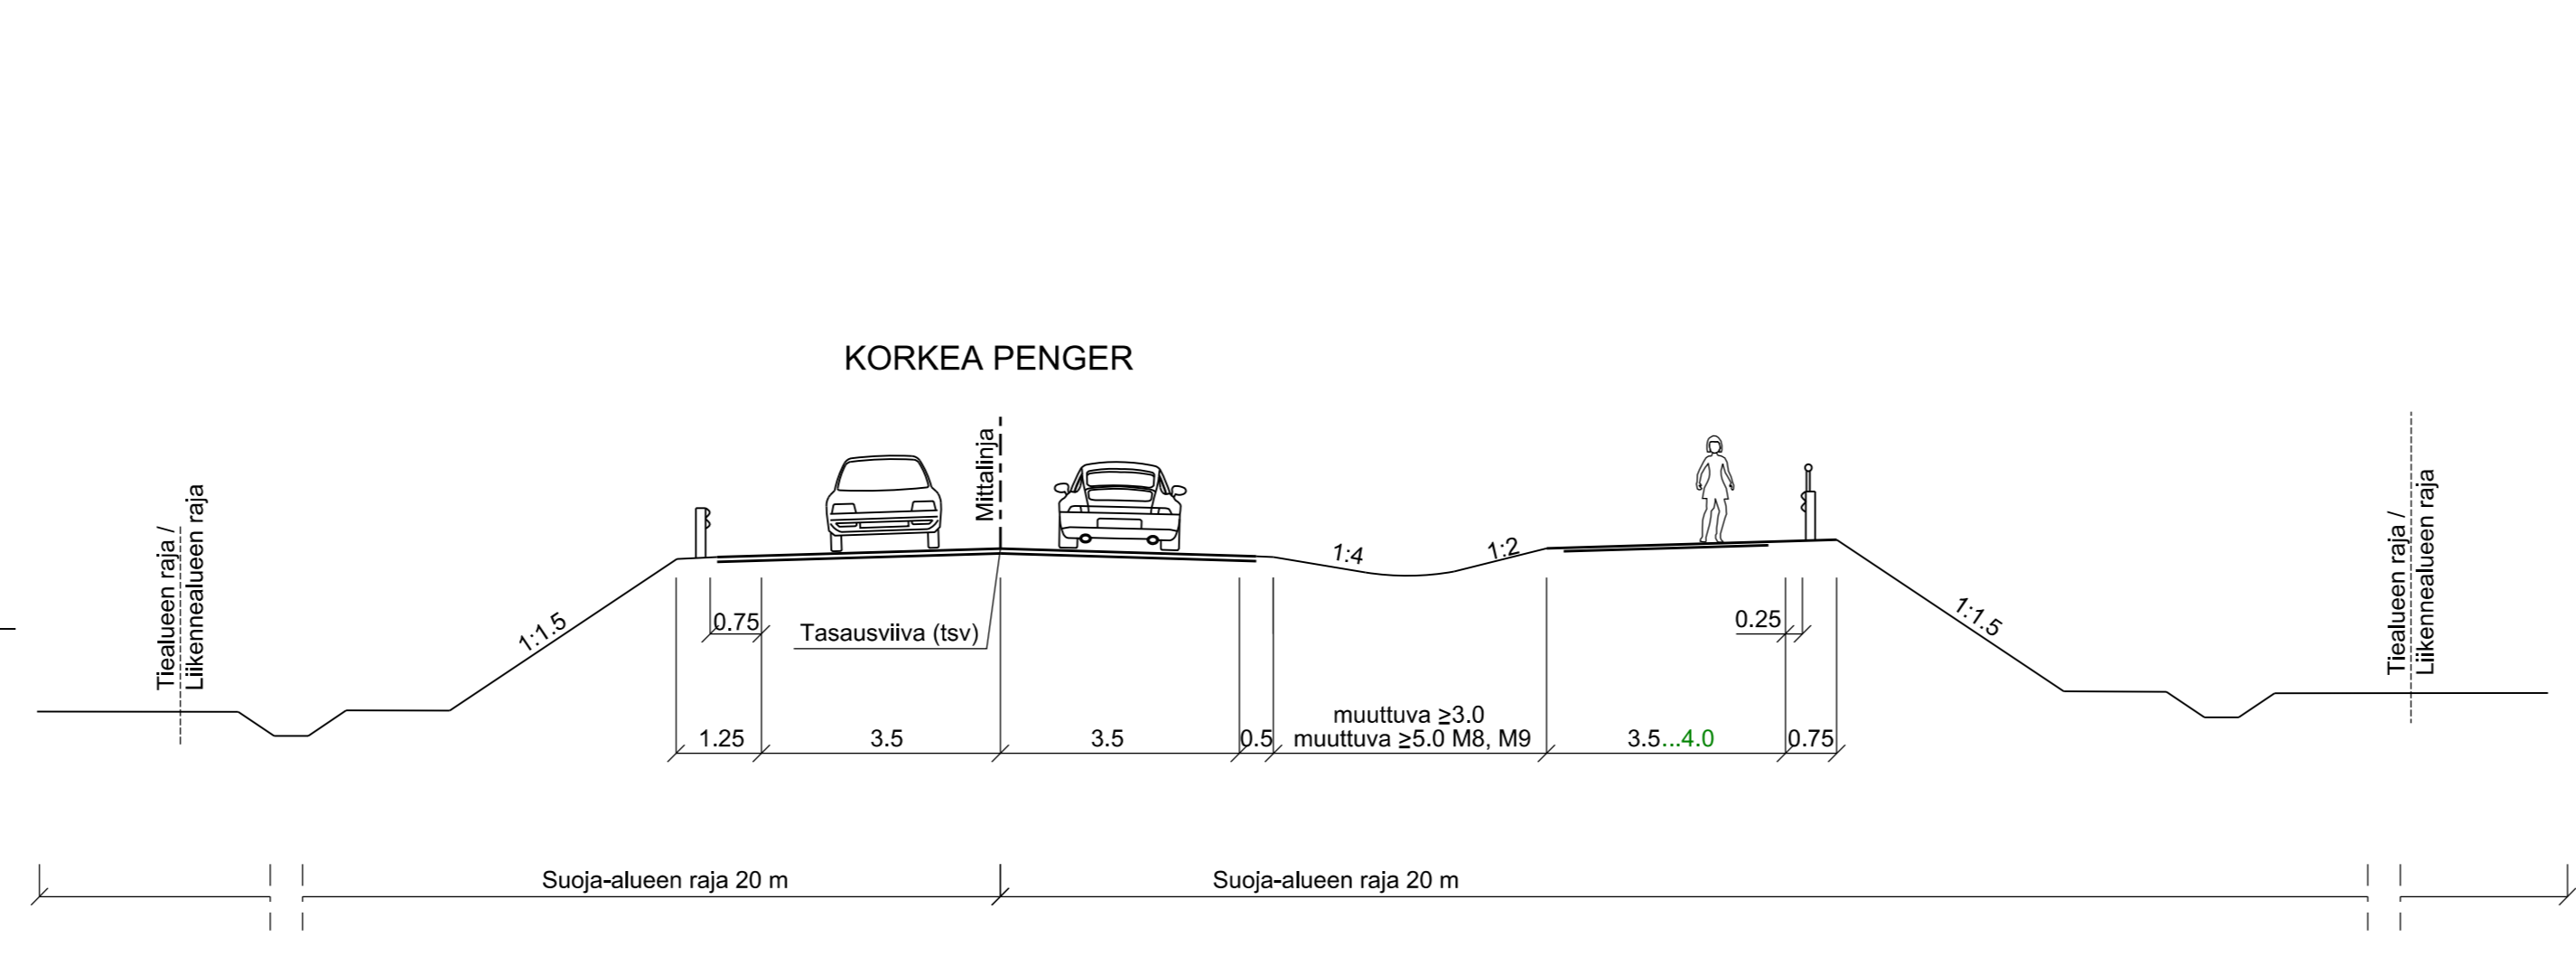 KORKEA PENGER
Mittalinja
Tiealueen raja /
Liikennealueen raja
Tiealueen raja /
Liikennealueen raja
1:4
1:2
1:1.5
1:1.5
0.75
Tasausviiva (tsv)
0.25
muuttuva ≥3.0
1.25
3.5
3.5
0.5
muuttuva ≥5.0 M8, M9
3.5...4.0
0.75
Suoja-alueen raja 20 m
Suoja-alueen raja 20 m